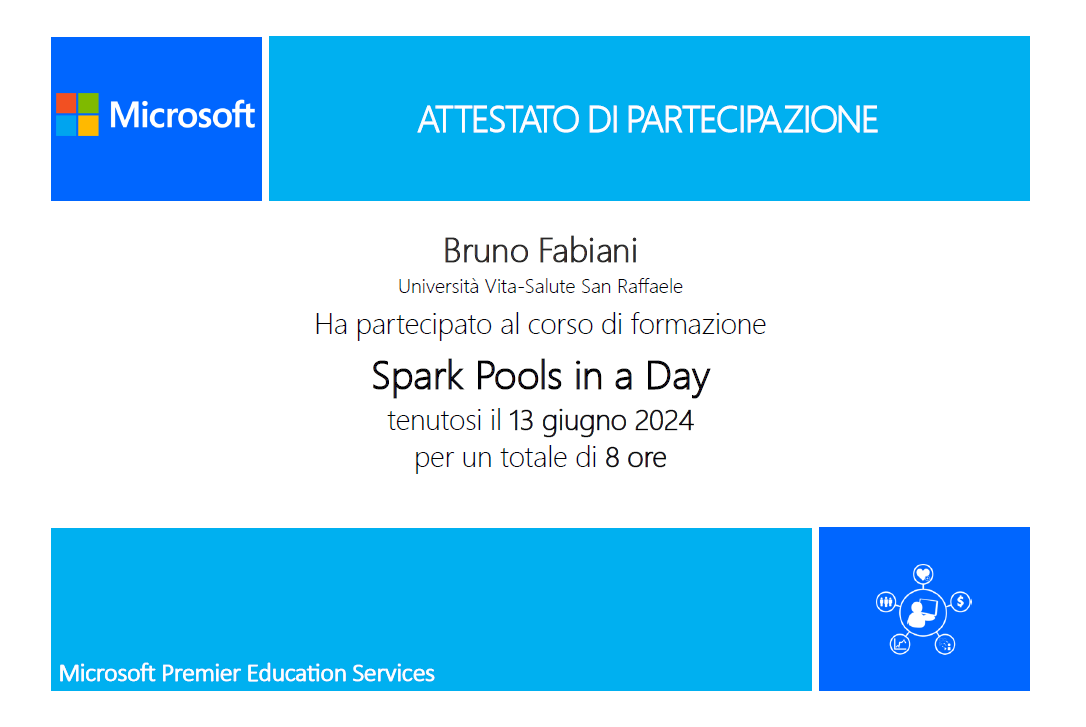 Microsoft
ATTESTATO DI PARTECIPAZIONE
Bruno Fabiani
Università Vita-Salute San Raffaele
Ha partecipato al corso di formazione
Spark Pools in a Day
tenutosi il 13 giugno 2024
per un totale di 8 ore
$
Microsoft Premier Education Services